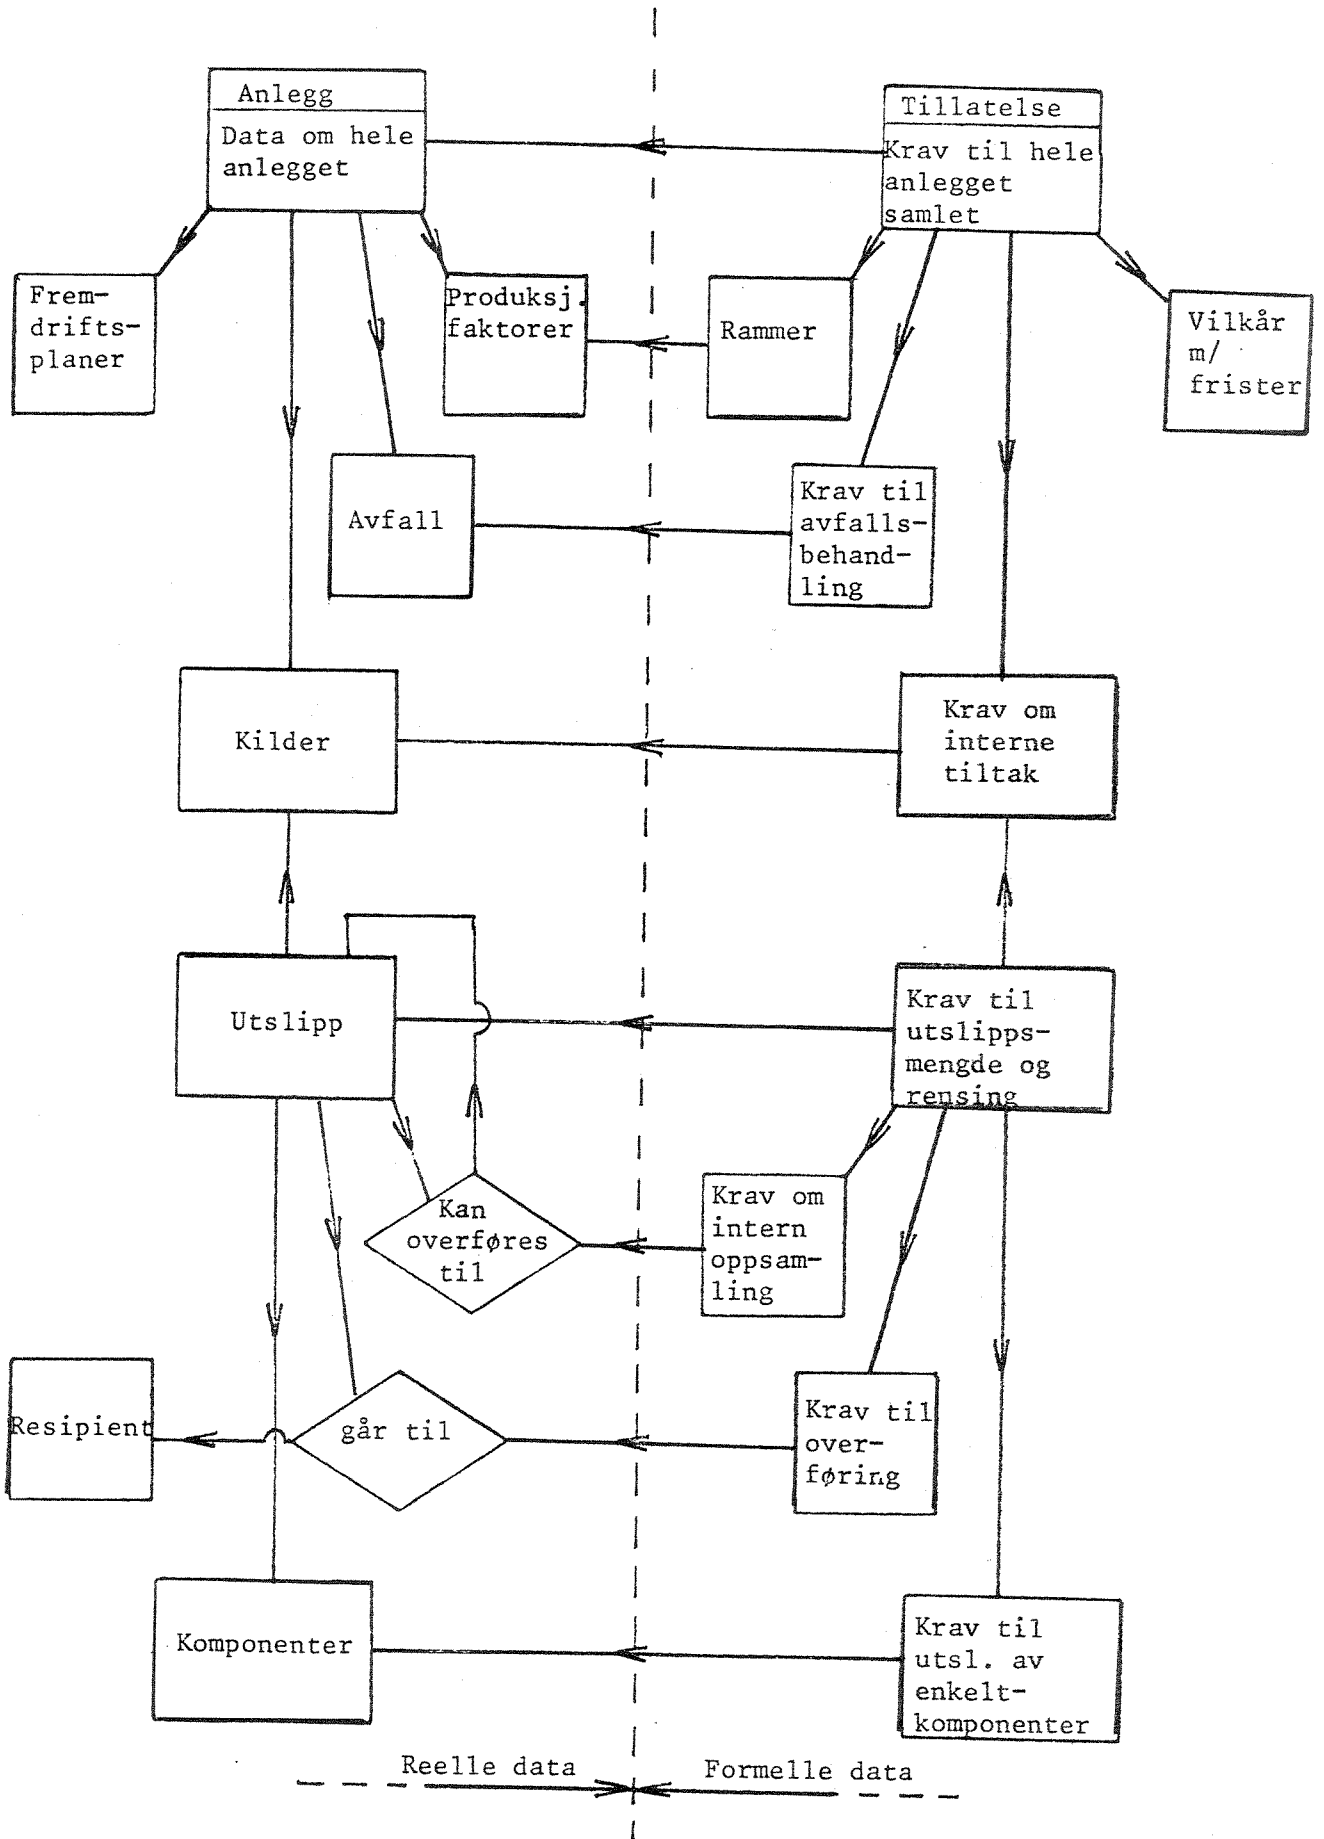 Anlegg
Data om hele
anlegget
Tillatelse
Krav til hele
anlegget
samlet
Frem-
drifts-
planer
Produksj.
faktorer
Rammer
Vilkår
m/
frister
Avfall
Krav til
avfalls-
behand-
ling
Kilder
Krav om
interne
tiltak
Utslipp
Krav til
utslipps-
mengde og
rensing
Kan
overføres
til
Krav om
intern
oppsam-
ling
Resipient
går til
Krav til
over-
føring
Komponenter
Krav til
utsl. av
enkelt-
komponenter
Reelle data
Formelle data